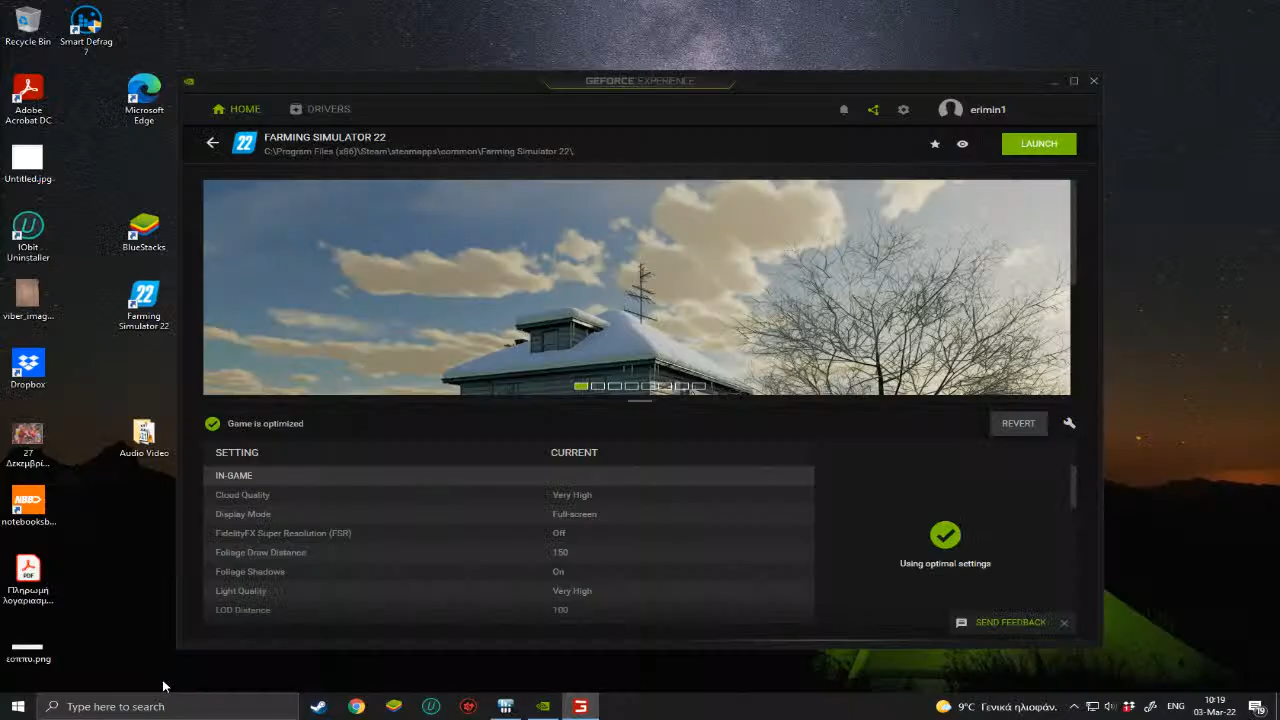 Recycle Bin
Smart Defrag
7
Adobe
Acrobat DC
Microsoft
Edge
Untitled.jpg
IObit
Uninstaller
BlueStacks
viber_imag...
22
Farming
Simulator 22
Dropbox
27
Δεκεμβρί...
Audio Video
NBB
notebooksb...
PDF
Πληρωμή
λογαριασμ...
GEFORCE EXPERIENCE
HOME
DRIVERS
erimin1
22
FARMING SIMULATOR 22
C:\Program Files (x86)\Steam\steamapps\common\Farming Simulator 22\,
LAUNCH
Game is optimized
REVERT
SETTING
CURRENT
IN-GAME
Cloud Quality
Very High
Display Mode
Full-screen
FidelityFX Super Resolution (FSR)
Off
Foliage Draw Distance
150
Foliage Shadows
On
Light Quality
Very High
LOD Distance
100
Using optimal settings
SEND FEEDBACK
Type here to search
9°C Γενικά ηλιοφάν.
ENG
10:19
03-Mar-22